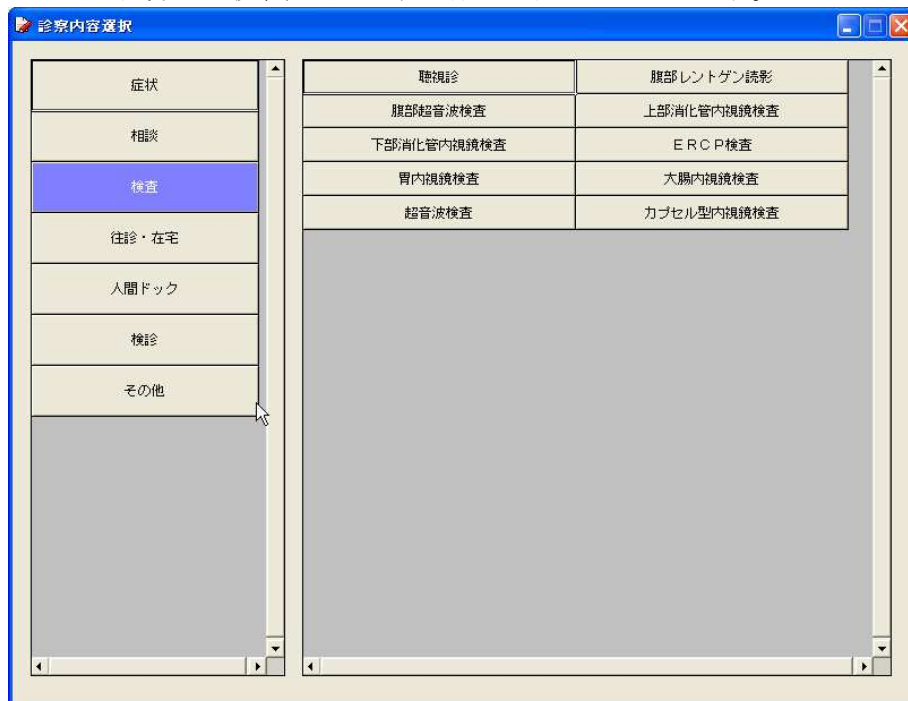 診察内容選択
症状
相談
検査
往診・在宅
人間ドック
検診
その他
聴視診 腹部レントゲン読影
腹部超音波検査 上部消化管内視鏡検査
下部消化管内視鏡検査 ERCP検査
胃内視鏡検査 大腸内視鏡検査
超音波検査 カプセル型内視鏡検査